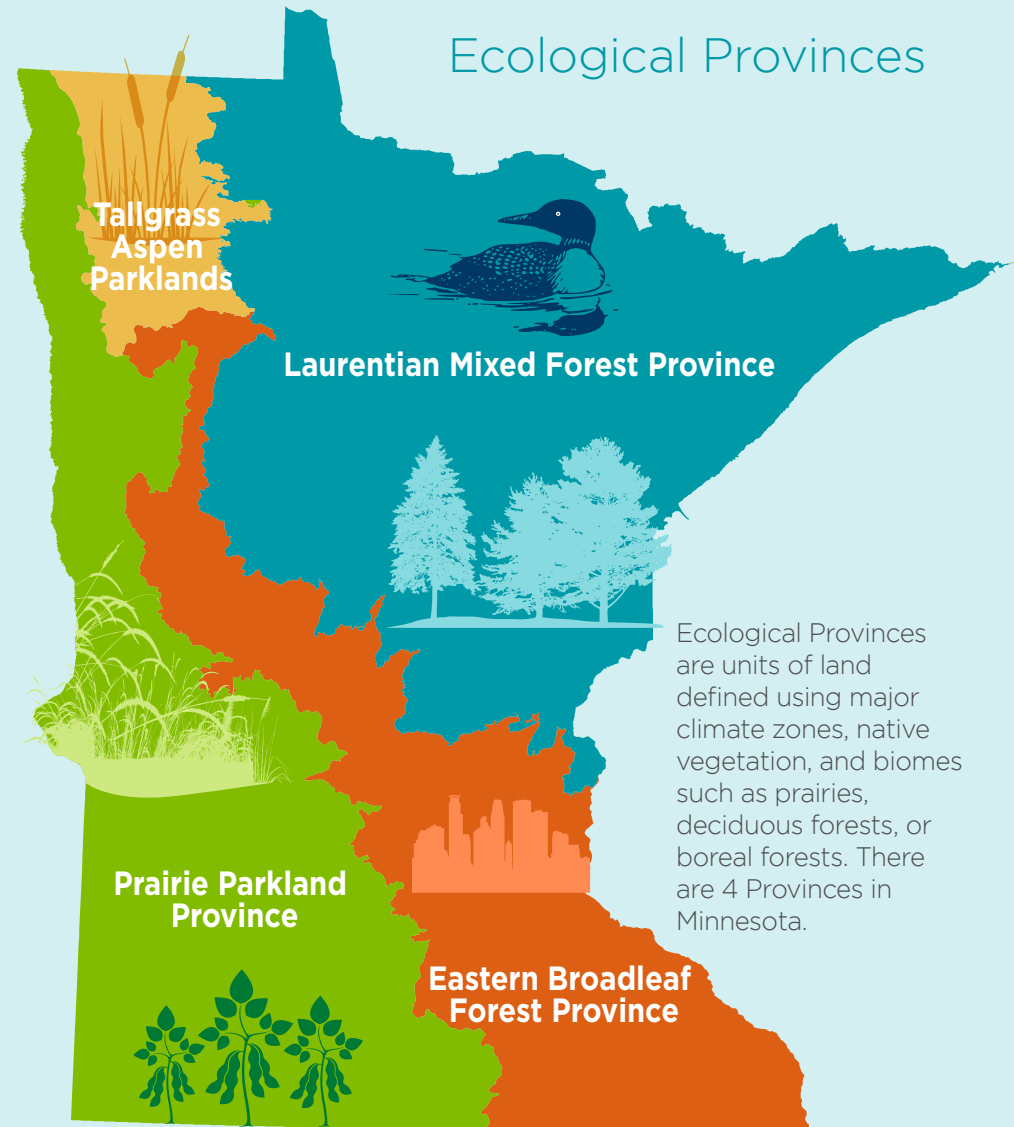 Ecological Provinces
Tallgrass
Aspen
Parklands
Laurentian Mixed Forest Province
Ecological Provinces
are units of land
defined using major
climate zones, native
vegetation, and biomes
such as prairies,
deciduous forests, or
boreal forests. There
are 4 Provinces in
Minnesota.
Prairie Parkland
Province
Eastern Broadleaf
Forest Province